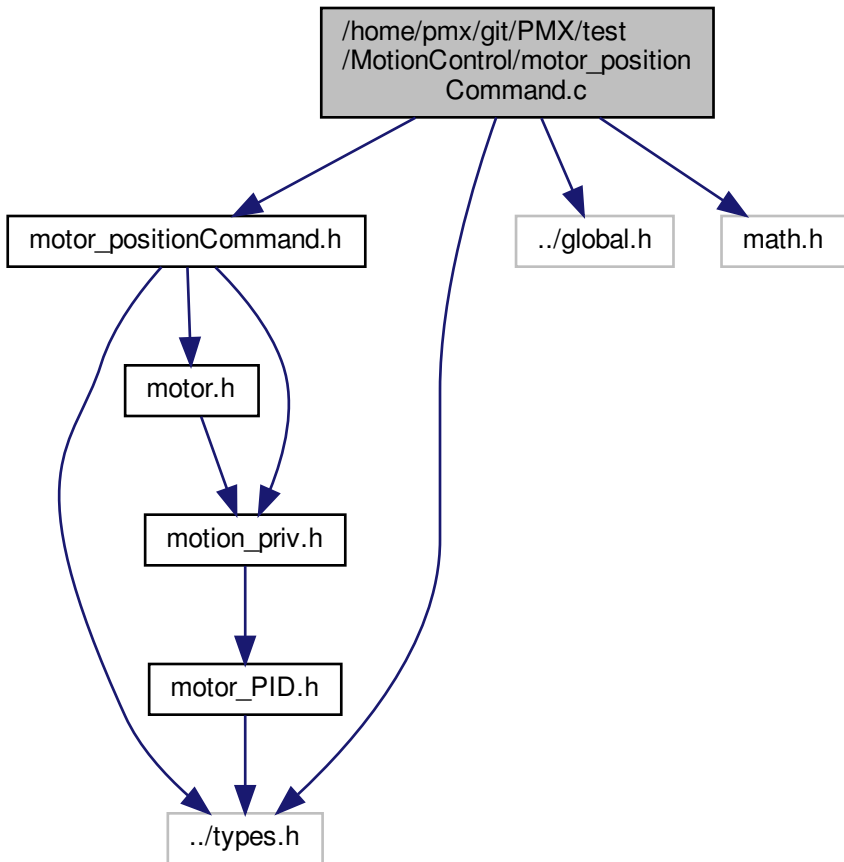 /home/pmx/git/PMX/test
/MotionControl/motor_position
Command.c
motor_positionCommand.h
../global.h
math.h
motor.h
motion_priv.h
motor_PID.h
../types.h